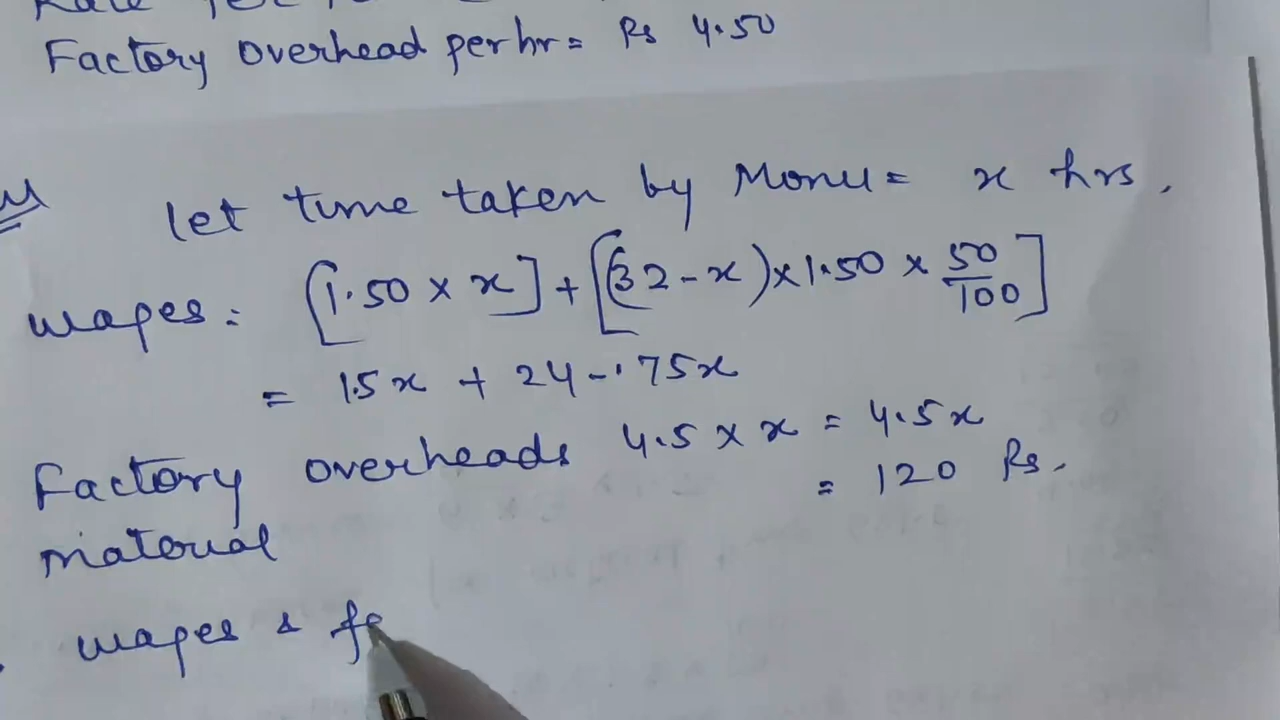 Factory overhead per hr = Rs 4.50
let time taken by Monu = x hrs.
wages = [1.50 × x] + [(32 - x) × 1.50 × 50/100]
= 1.5x + 24 - .75x
Factory overheads 4.5 × x = 4.5x
material = 120 Rs.
wages &